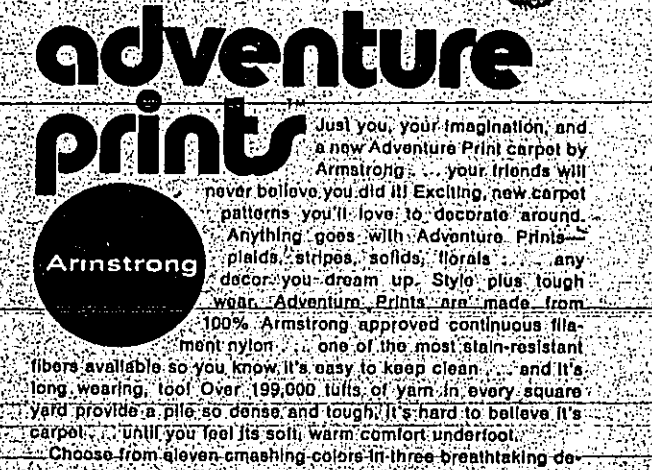 adventure
prints™
Just you, your imagination, and
a new Adventure Print carpet by
Armstrong . . . your friends will
never believe you did it! Exciting, new carpet
patterns you'll love to decorate around.
Anything goes with Adventure Prints—
plaids, stripes, solids, florals . . . any
decor you dream up. Style plus tough
wear. Adventure Prints are made from
100% Armstrong approved continuous fila-
ment nylon . . . one of the most stain-resistant
fibers available so you know it's easy to keep clean . . . and it's
long wearing, too! Over 199,000 tufts of yarn in every square
yard provide a pile so dense and tough, it's hard to believe it's
carpet . . . until you feel its soft, warm comfort underfoot.
Choose from eleven smashing colors in three breathtaking de-
Armstrong